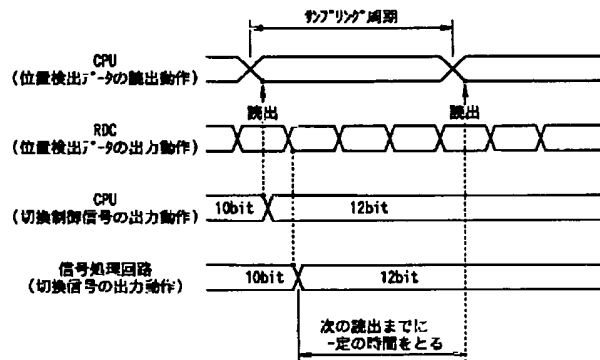 サンプリング周期
CPU
(位置検出データの読出動作)
読出
読出
RDC
(位置検出データの出力動作)
CPU
(切換制御信号の出力動作)
10bit
12bit
信号処理回路
(切換信号の出力動作)
10bit
12bit
次の読出までに
一定の時間をとる